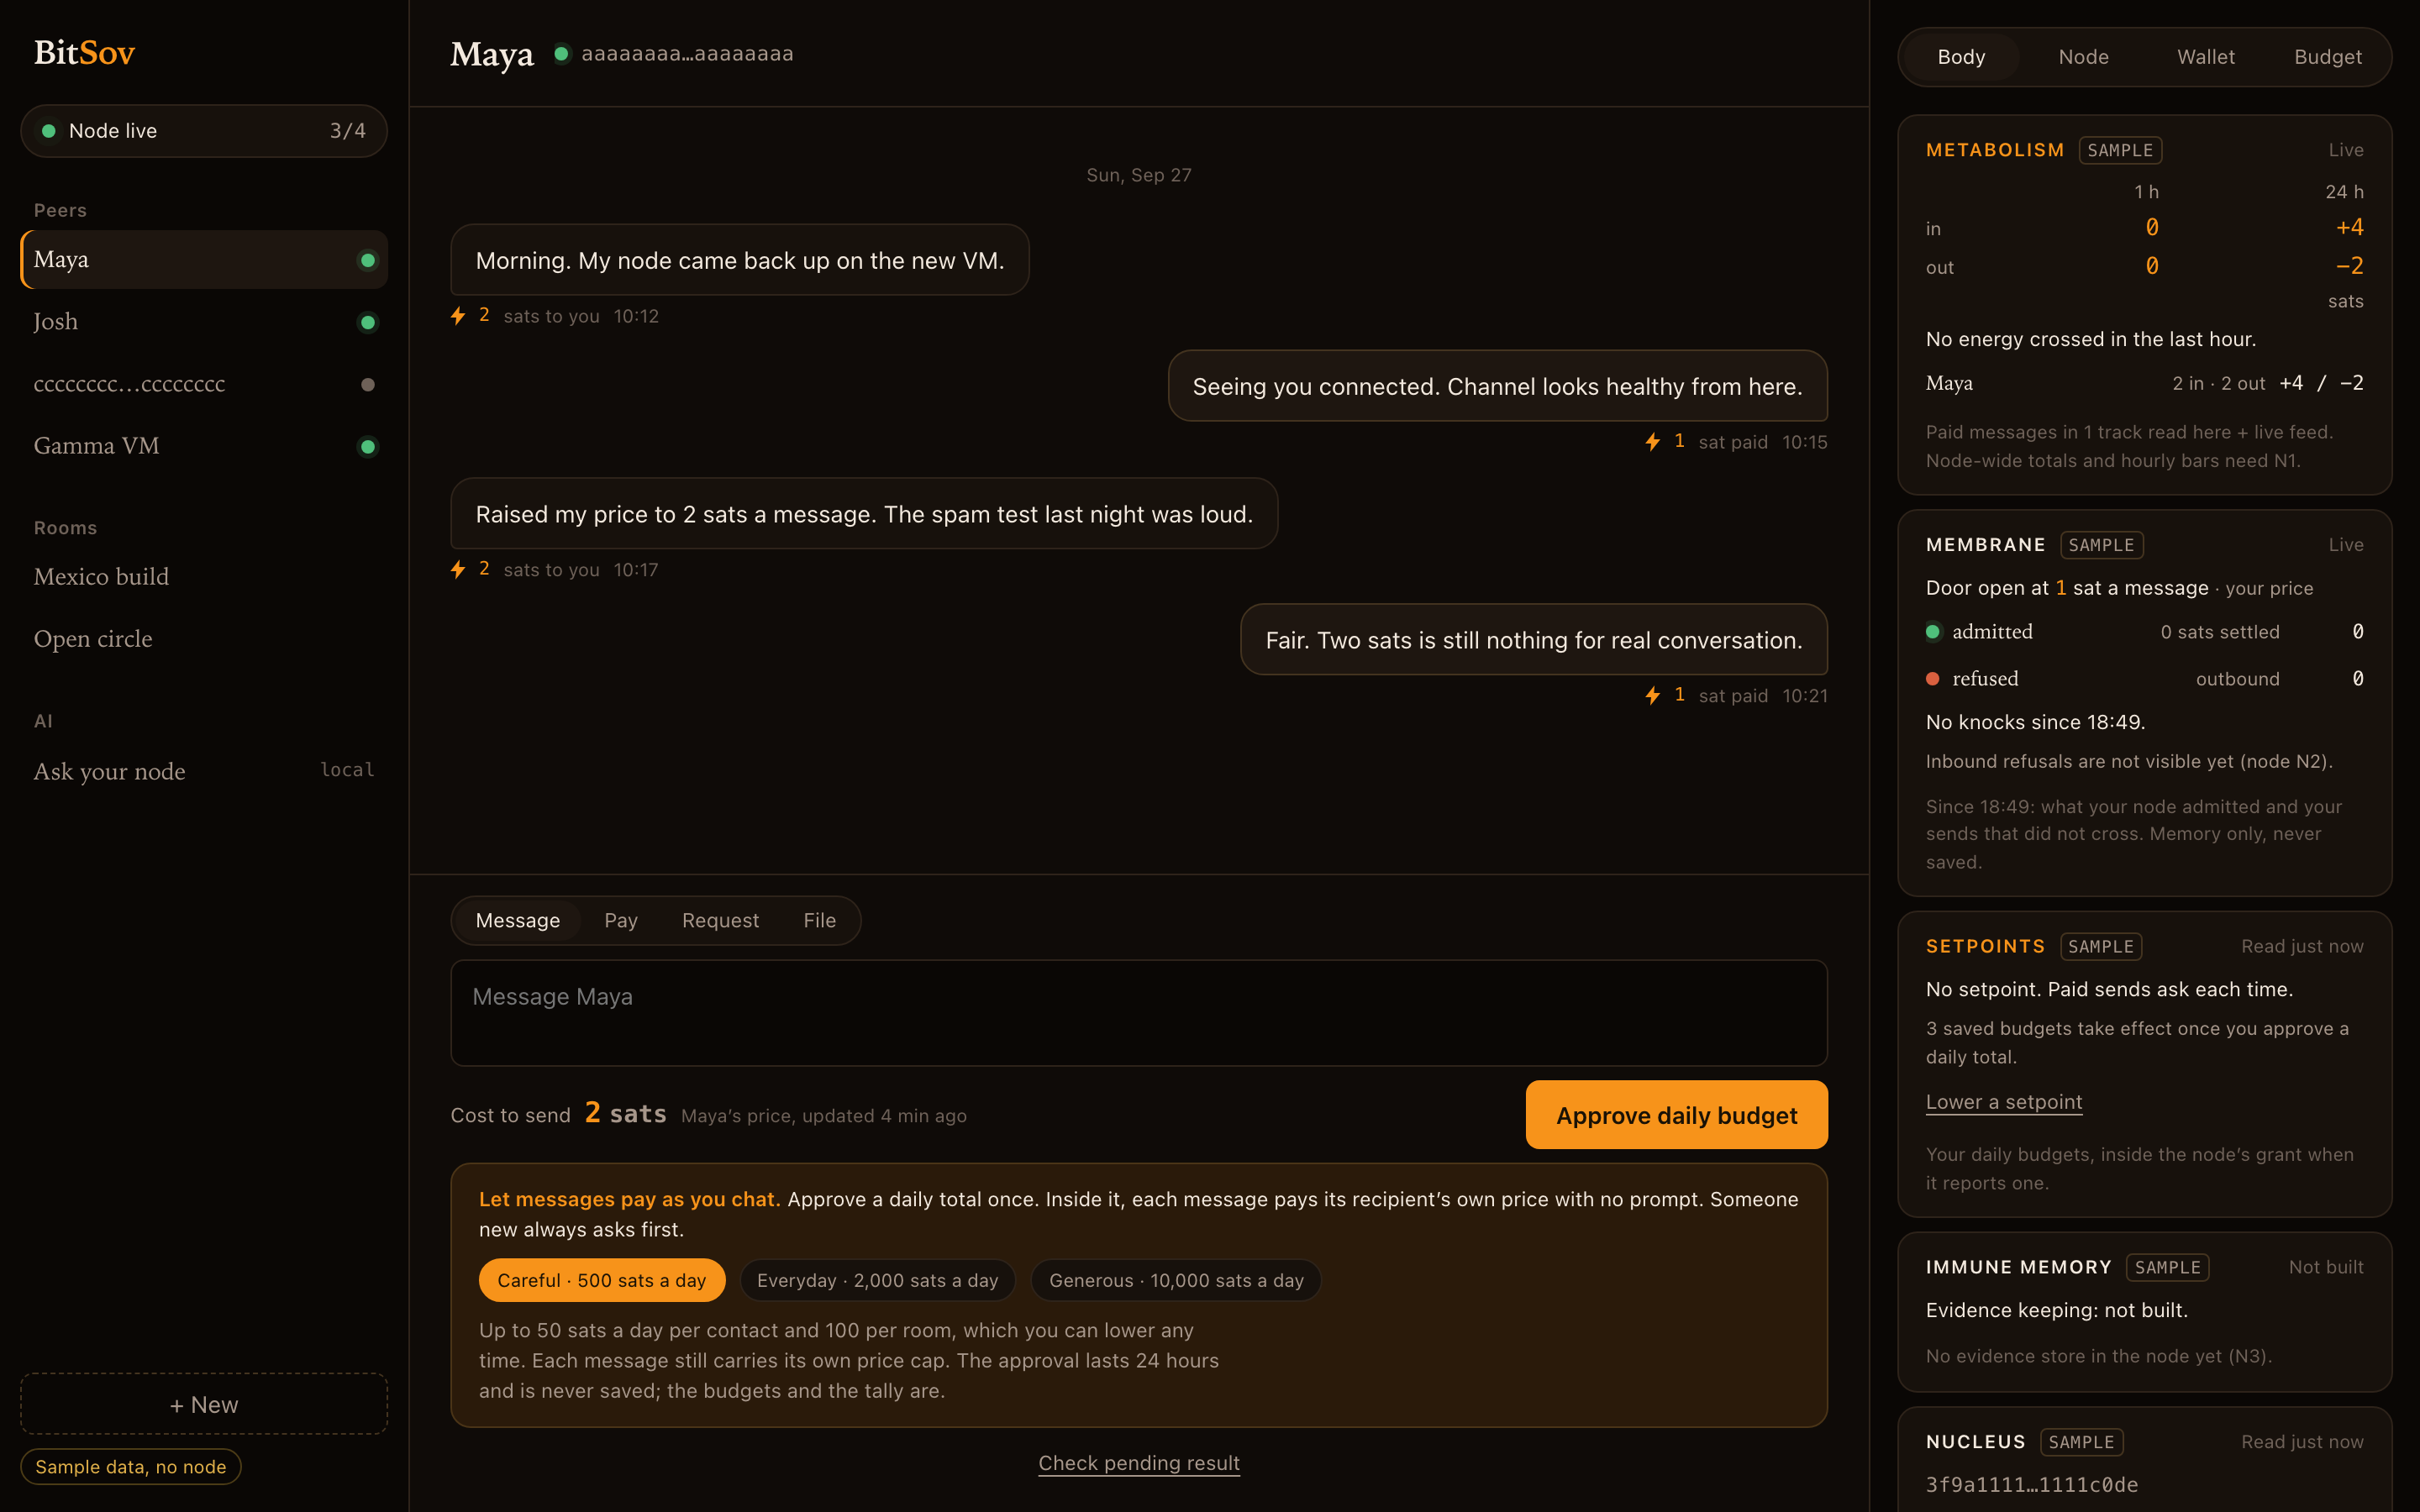 BitSov
Node live 3/4
Peers
Maya
Josh
cccccccc…cccccccc
Gamma VM
Rooms
Mexico build
Open circle
AI
Ask your node local
+ New
Sample data, no node
Maya aaaaaaaa…aaaaaaaa
Sun, Sep 27
Morning. My node came back up on the new VM.
2 sats to you 10:12
Seeing you connected. Channel looks healthy from here.
1 sat paid 10:15
Raised my price to 2 sats a message. The spam test last night was loud.
2 sats to you 10:17
Fair. Two sats is still nothing for real conversation.
1 sat paid 10:21
Message Pay Request File
Message Maya
Cost to send 2 sats Maya’s price, updated 4 min ago
Approve daily budget
Let messages pay as you chat. Approve a daily total once. Inside it, each message pays its recipient’s own price with no prompt. Someone
new always asks first.
Careful · 500 sats a day Everyday · 2,000 sats a day Generous · 10,000 sats a day
Up to 50 sats a day per contact and 100 per room, which you can lower any
time. Each message still carries its own price cap. The approval lasts 24 hours
and is never saved; the budgets and the tally are.
Check pending result
Body Node Wallet Budget
METABOLISM SAMPLE Live
1 h 24 h
in 0 +4
out 0 −2
sats
No energy crossed in the last hour.
Maya 2 in · 2 out +4 / −2
Paid messages in 1 track read here + live feed.
Node-wide totals and hourly bars need N1.
MEMBRANE SAMPLE Live
Door open at 1 sat a message · your price
admitted 0 sats settled 0
refused outbound 0
No knocks since 18:49.
Inbound refusals are not visible yet (node N2).
Since 18:49: what your node admitted and your
sends that did not cross. Memory only, never
saved.
SETPOINTS SAMPLE Read just now
No setpoint. Paid sends ask each time.
3 saved budgets take effect once you approve a
daily total.
Lower a setpoint
Your daily budgets, inside the node’s grant when
it reports one.
IMMUNE MEMORY SAMPLE Not built
Evidence keeping: not built.
No evidence store in the node yet (N3).
NUCLEUS SAMPLE Read just now
3f9a1111…1111c0de